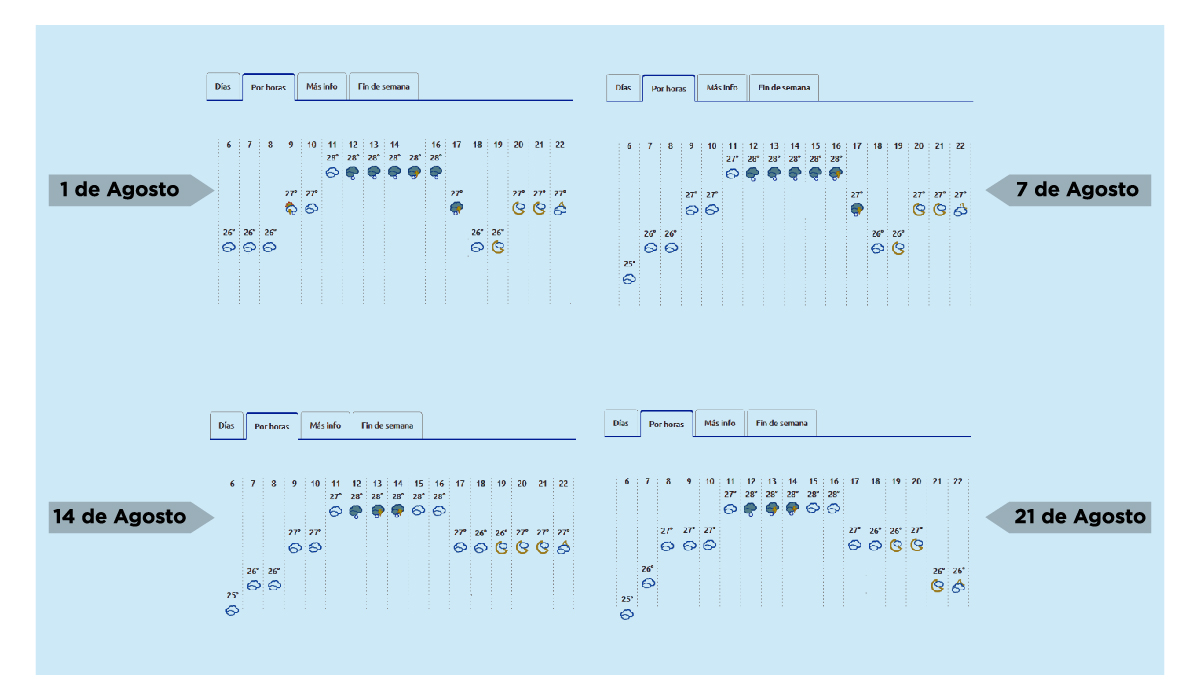 Días Por horas Más info Fin de semana
6 7 8 9 10 11 12 13 14 16 17 18 19 20 21 22
28° 28° 28° 28° 28° 28°
1 de Agosto
27° 27° 27° 27° 27° 27°
26° 26° 26° 26° 26°
Días Por horas Más info Fin de semana
6 7 8 9 10 11 12 13 14 15 16 17 18 19 20 21 22
27° 28° 28° 28° 28° 28°
7 de Agosto
27° 27° 27° 27° 27° 27°
26° 26° 26° 26°
25°
Días Por horas Más info Fin de semana
6 7 8 9 10 11 12 13 14 15 16 17 18 19 20 21 22
27° 28° 28° 28° 28° 28°
14 de Agosto
27° 27° 27° 26° 26° 27° 27° 27°
26° 26°
25°
Días Por horas Más info Fin de semana
6 7 8 9 10 11 12 13 14 15 16 17 18 19 20 21 22
27° 28° 28° 28° 28° 28°
21 de Agosto
27° 27° 27° 27° 26° 26° 27°
26° 26° 26°
25°